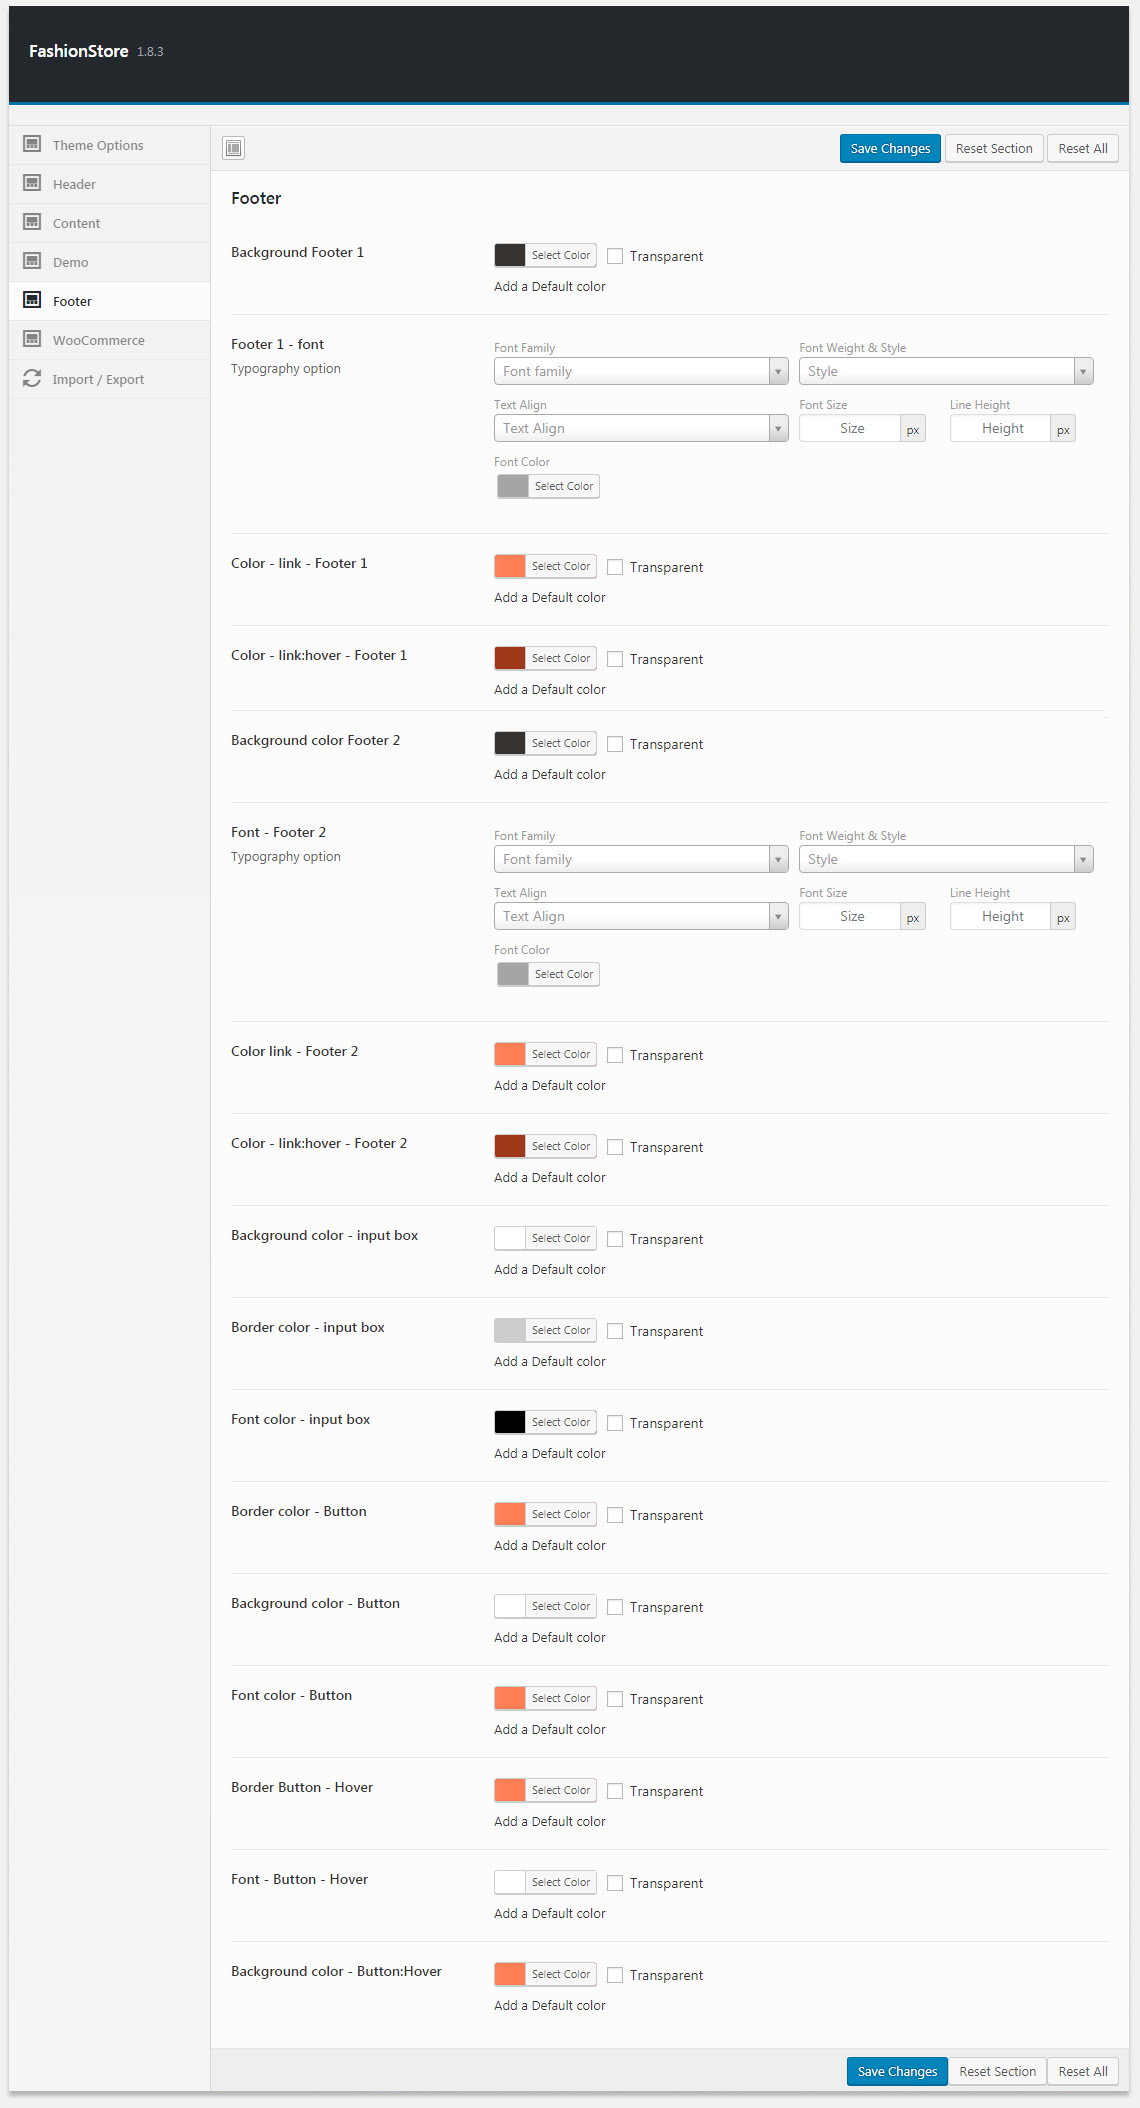 FashionStore 1.8.3
Theme Options
Header
Content
Demo
Footer
WooCommerce
Import / Export
Save Changes Reset Section Reset All
Footer
Background Footer 1 Select Color Transparent
Add a Default color
Footer 1 - font
Typography option
Font Family Font Weight & Style
Font family Style
Text Align Font Size Line Height
Text Align Size px Height px
Font Color
Select Color
Color - link - Footer 1 Select Color Transparent
Add a Default color
Color - link:hover - Footer 1 Select Color Transparent
Add a Default color
Background color Footer 2 Select Color Transparent
Add a Default color
Font - Footer 2
Typography option
Font Family Font Weight & Style
Font family Style
Text Align Font Size Line Height
Text Align Size px Height px
Font Color
Select Color
Color link - Footer 2 Select Color Transparent
Add a Default color
Color - link:hover - Footer 2 Select Color Transparent
Add a Default color
Background color - input box Select Color Transparent
Add a Default color
Border color - input box Select Color Transparent
Add a Default color
Font color - input box Select Color Transparent
Add a Default color
Border color - Button Select Color Transparent
Add a Default color
Background color - Button Select Color Transparent
Add a Default color
Font color - Button Select Color Transparent
Add a Default color
Border Button - Hover Select Color Transparent
Add a Default color
Font - Button - Hover Select Color Transparent
Add a Default color
Background color - Button:Hover Select Color Transparent
Add a Default color
Save Changes Reset Section Reset All